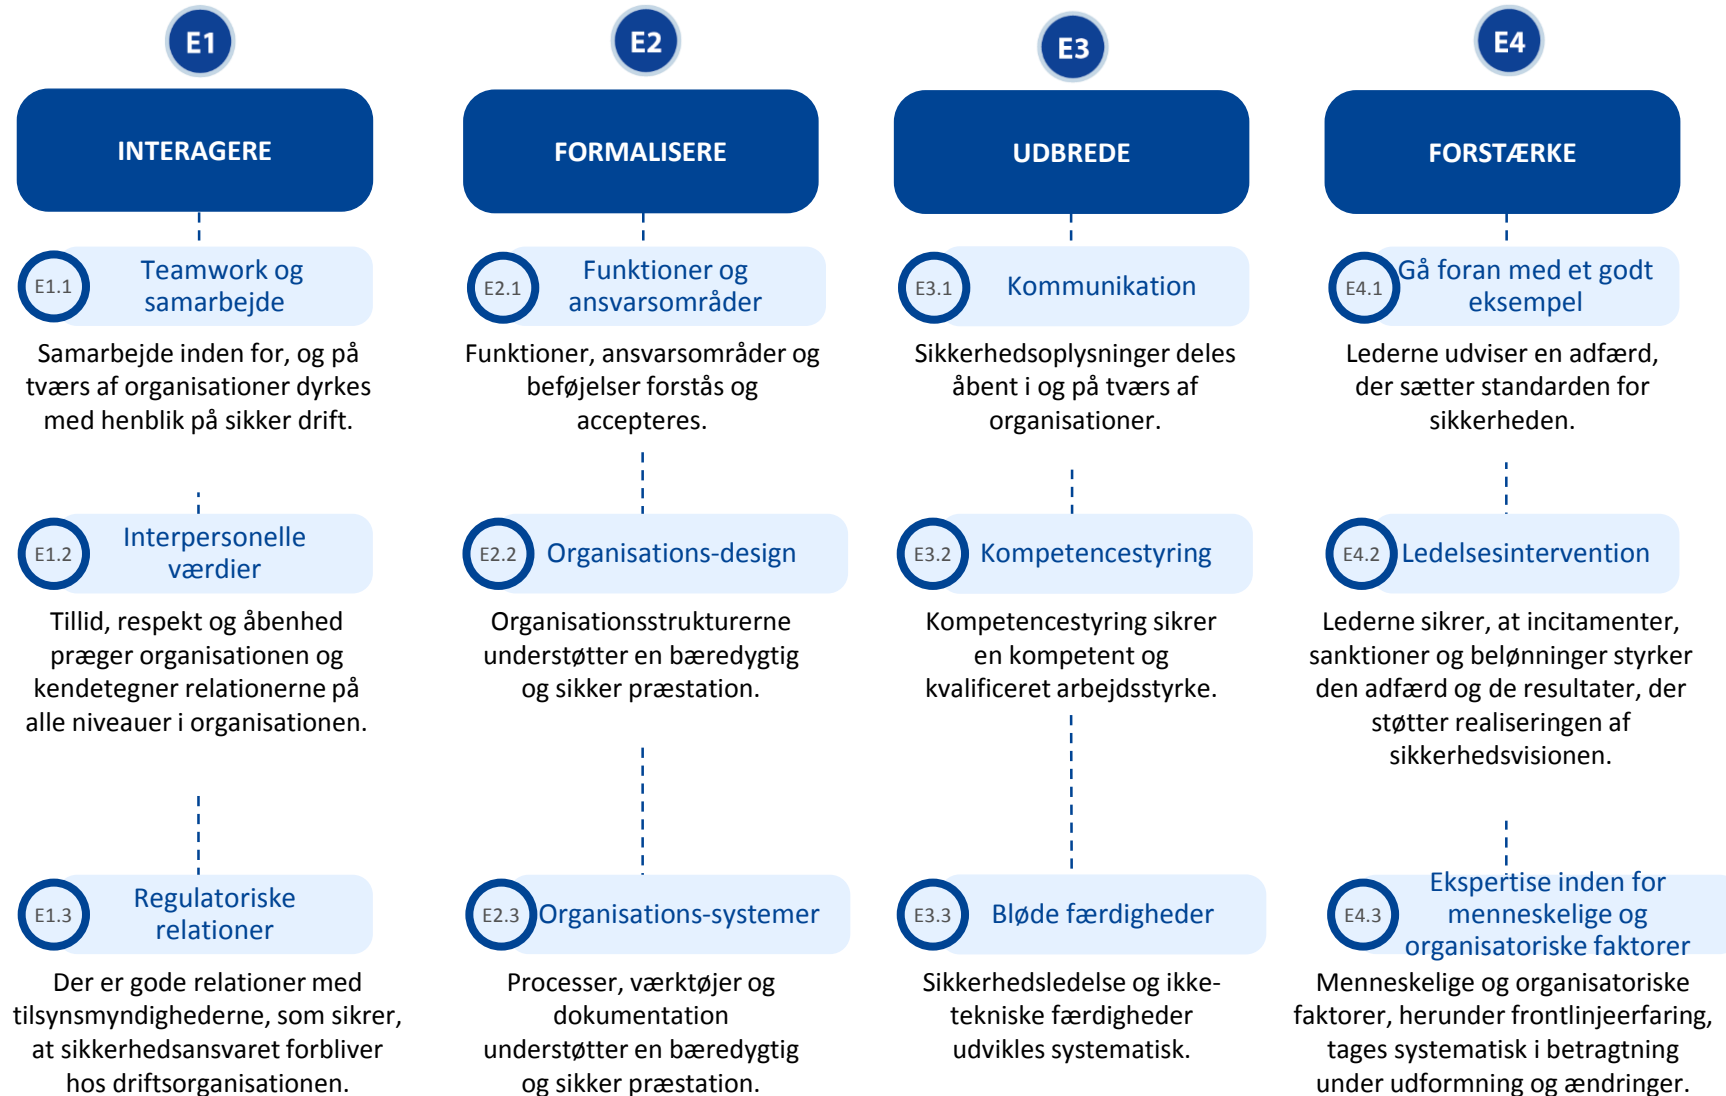 E1
INTERAGERE
E1.1
Teamwork og
samarbejde
Samarbejde inden for, og på
tværs af organisationer dyrkes
med henblik på sikker drift.
E1.2
Interpersonelle
værdier
Tillid, respekt og åbenhed
præger organisationen og
kendetegner relationerne på
alle niveauer i organisationen.
E1.3
Regulatoriske
relationer
Der er gode relationer med
tilsynsmyndighederne, som sikrer,
at sikkerhedsansvaret forbliver
hos driftsorganisationen.
E2
FORMALISERE
E2.1
Funktioner og
ansvarsområder
Funktioner, ansvarsområder og
beføjelser forstås og
accepteres.
E2.2
Organisations-design
Organisationsstrukturerne
understøtter en bæredygtig
og sikker præstation.
E2.3
Organisations-systemer
Processer, værktøjer og
dokumentation
understøtter en bæredygtig
og sikker præstation.
E3
UDBREDE
E3.1
Kommunikation
Sikkerhedsoplysninger deles
åbent i og på tværs af
organisationer.
E3.2
Kompetencestyring
Kompetencestyring sikrer
en kompetent og
kvalificeret arbejdsstyrke.
E3.3
Bløde færdigheder
Sikkerhedsledelse og ikke-
tekniske færdigheder
udvikles systematisk.
E4
FORSTÆRKE
E4.1
Gå foran med et godt
eksempel
Lederne udviser en adfærd,
der sætter standarden for
sikkerheden.
E4.2
Ledelsesintervention
Lederne sikrer, at incitamenter,
sanktioner og belønninger styrker
den adfærd og de resultater, der
støtter realiseringen af
sikkerhedsvisionen.
E4.3
Ekspertise inden for
menneskelige og
organisatoriske faktorer
Menneskelige og organisatoriske
faktorer, herunder frontlinjeerfaring,
tages systematisk i betragtning
under udformning og ændringer.